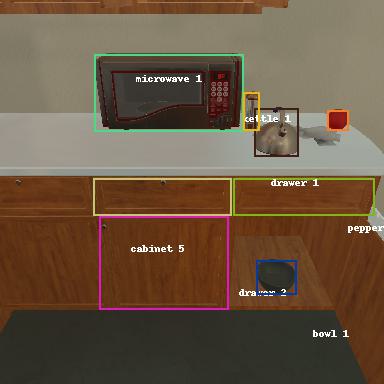 microwave 1
kettle 1
drawer 1
pepper
cabinet 5
drawer 2
bowl 1